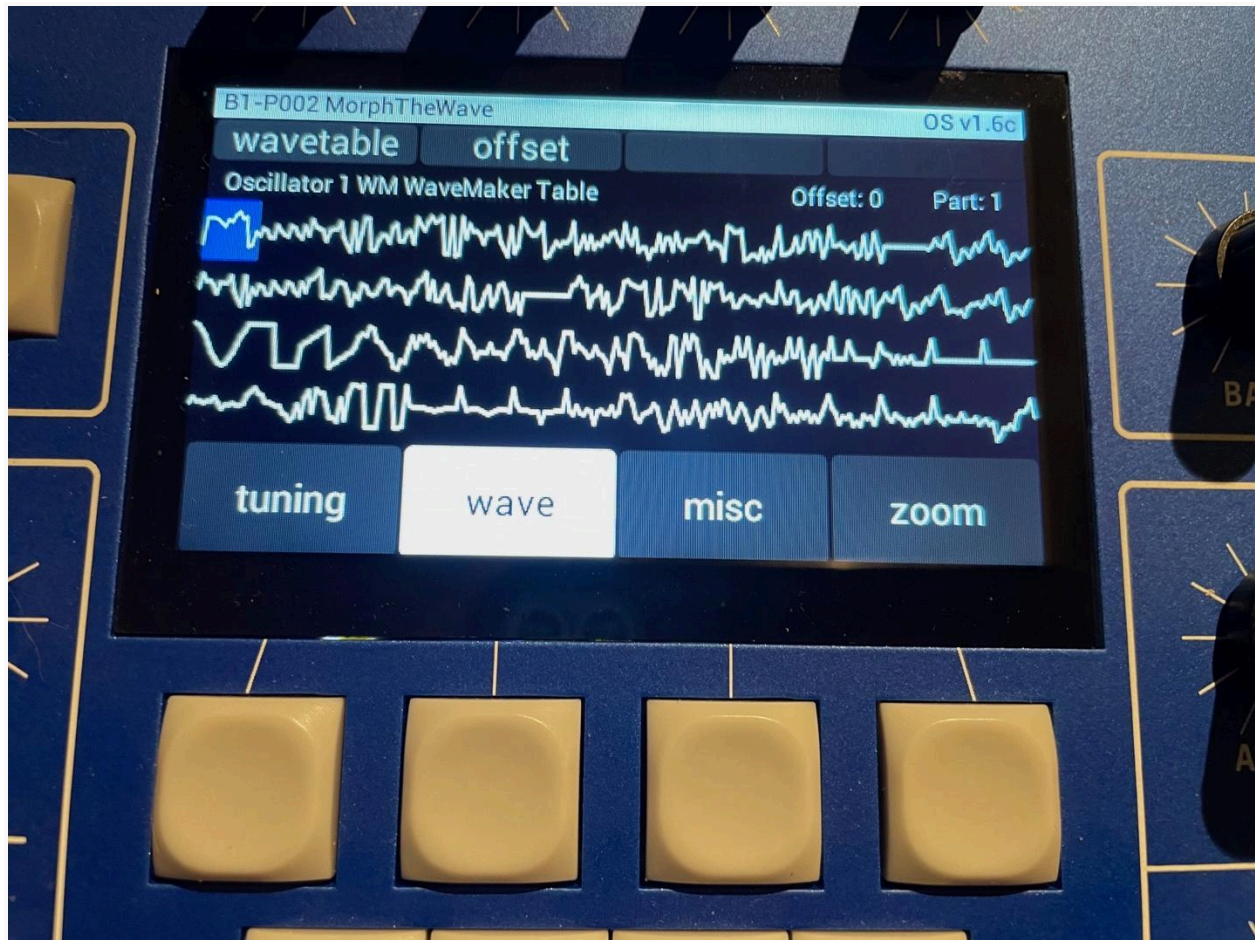 B1-P002 MorphTheWave OS v1.6c
wavetable offset
Oscillator 1 WM WaveMaker Table Offset: 0 Part: 1
tuning wave misc zoom